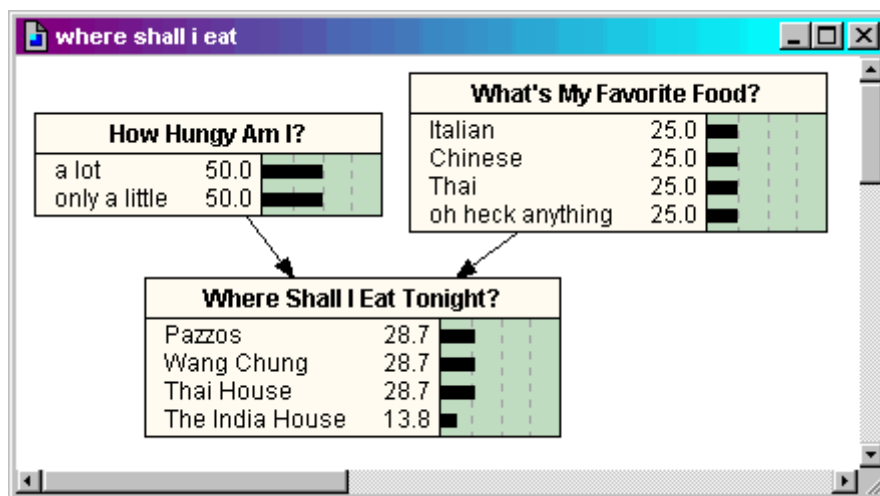 where shall i eat
How Hungy Am I?
a lot 50.0
only a little 50.0
What's My Favorite Food?
Italian 25.0
Chinese 25.0
Thai 25.0
oh heck anything 25.0
Where Shall I Eat Tonight?
Pazzos 28.7
Wang Chung 28.7
Thai House 28.7
The India House 13.8